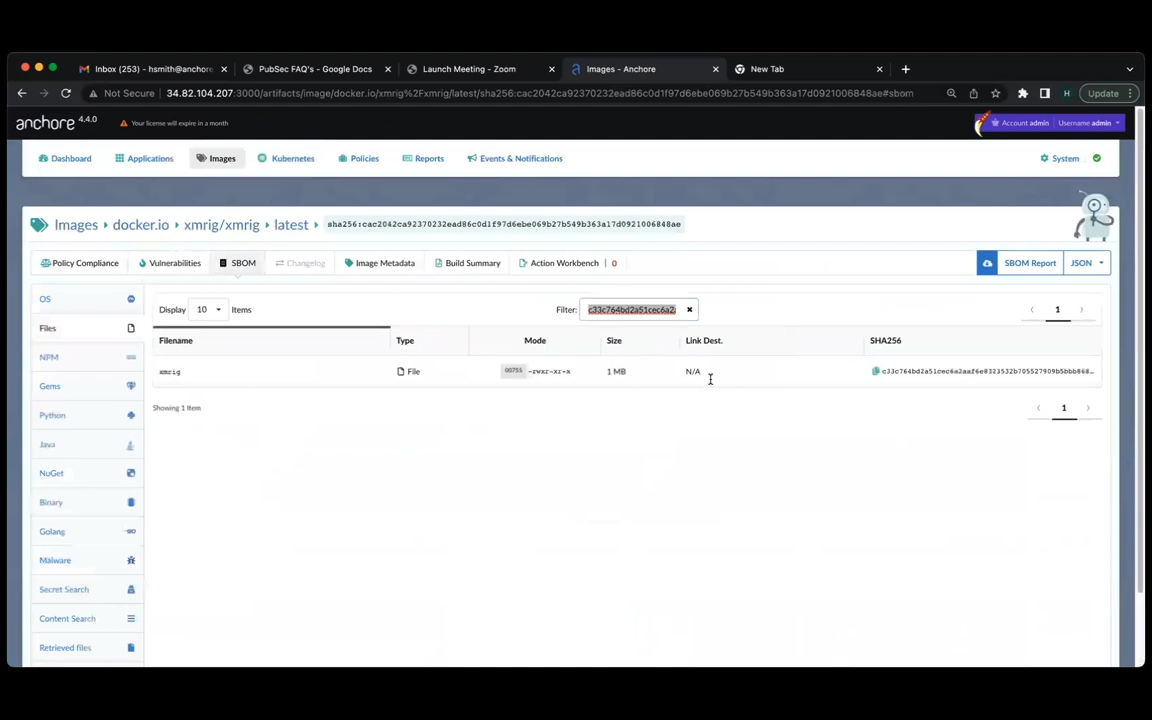 Inbox (253) - hsmith@anchore
PubSec FAQ's - Google Docs
Launch Meeting - Zoom
Images - Anchore
New Tab
Not Secure 34.82.104.207:3000/artifacts/image/docker.io/xmrig%2Fxmrig/latest/sha256:cac2042ca92370232ead86c0d1f97d6ebe069b27b549b363a17d0921006848ae#sbom
H
Update
anchore 4.4.0
Your license will expire in a month
Account admin
Username admin
Dashboard
Applications
Images
Kubernetes
Policies
Reports
Events & Notifications
System
Images
docker.io
xmrig/xmrig
latest
sha256:cac2042ca92370232ead86c0d1f97d6ebe069b27b549b363a17d0921006848ae
Policy Compliance
Vulnerabilities
SBOM
Changelog
Image Metadata
Build Summary
Action Workbench 0
SBOM Report
JSON
OS
Files
NPM
Gems
Python
Java
NuGet
Binary
Golang
Malware
Secret Search
Content Search
Retrieved files
Display 10 Items
Filter: c33c764bd2a51cec6a2
1
Filename Type Mode Size Link Dest. SHA256
xmrig File 00755 -rwxr-xr-x 1 MB N/A c33c764bd2a51cec6a2aaf6e8323532b705527909b5bbb868…
Showing 1 Item
1